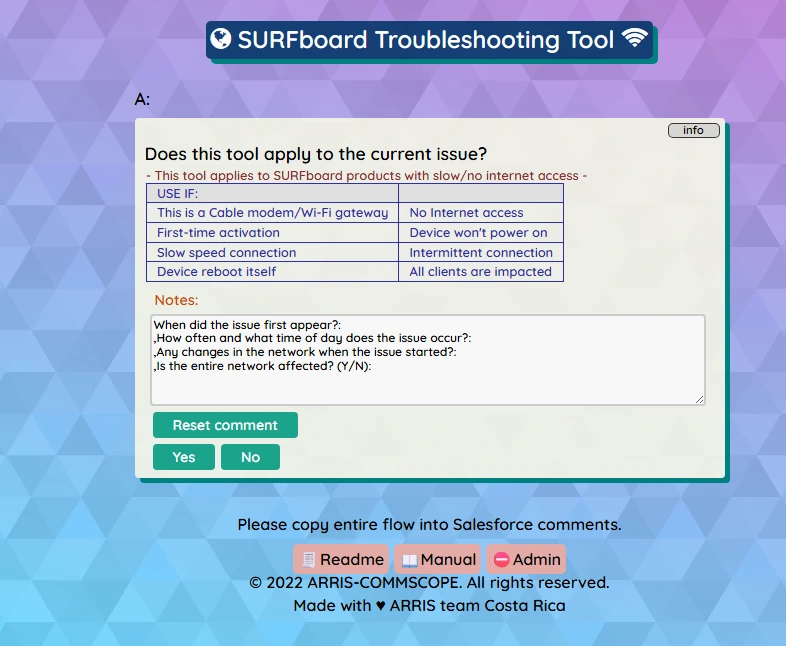 SURFboard Troubleshooting Tool
A:
info
Does this tool apply to the current issue?
- This tool applies to SURFboard products with slow/no internet access -
USE IF:
This is a Cable modem/Wi-Fi gateway No Internet access
First-time activation Device won't power on
Slow speed connection Intermittent connection
Device reboot itself All clients are impacted
Notes:
When did the issue first appear?:
,How often and what time of day does the issue occur?:
,Any changes in the network when the issue started?:
,Is the entire network affected? (Y/N):
Reset comment
Yes No
Please copy entire flow into Salesforce comments.
Readme Manual Admin
© 2022 ARRIS-COMMSCOPE. All rights reserved.
Made with ♥ ARRIS team Costa Rica